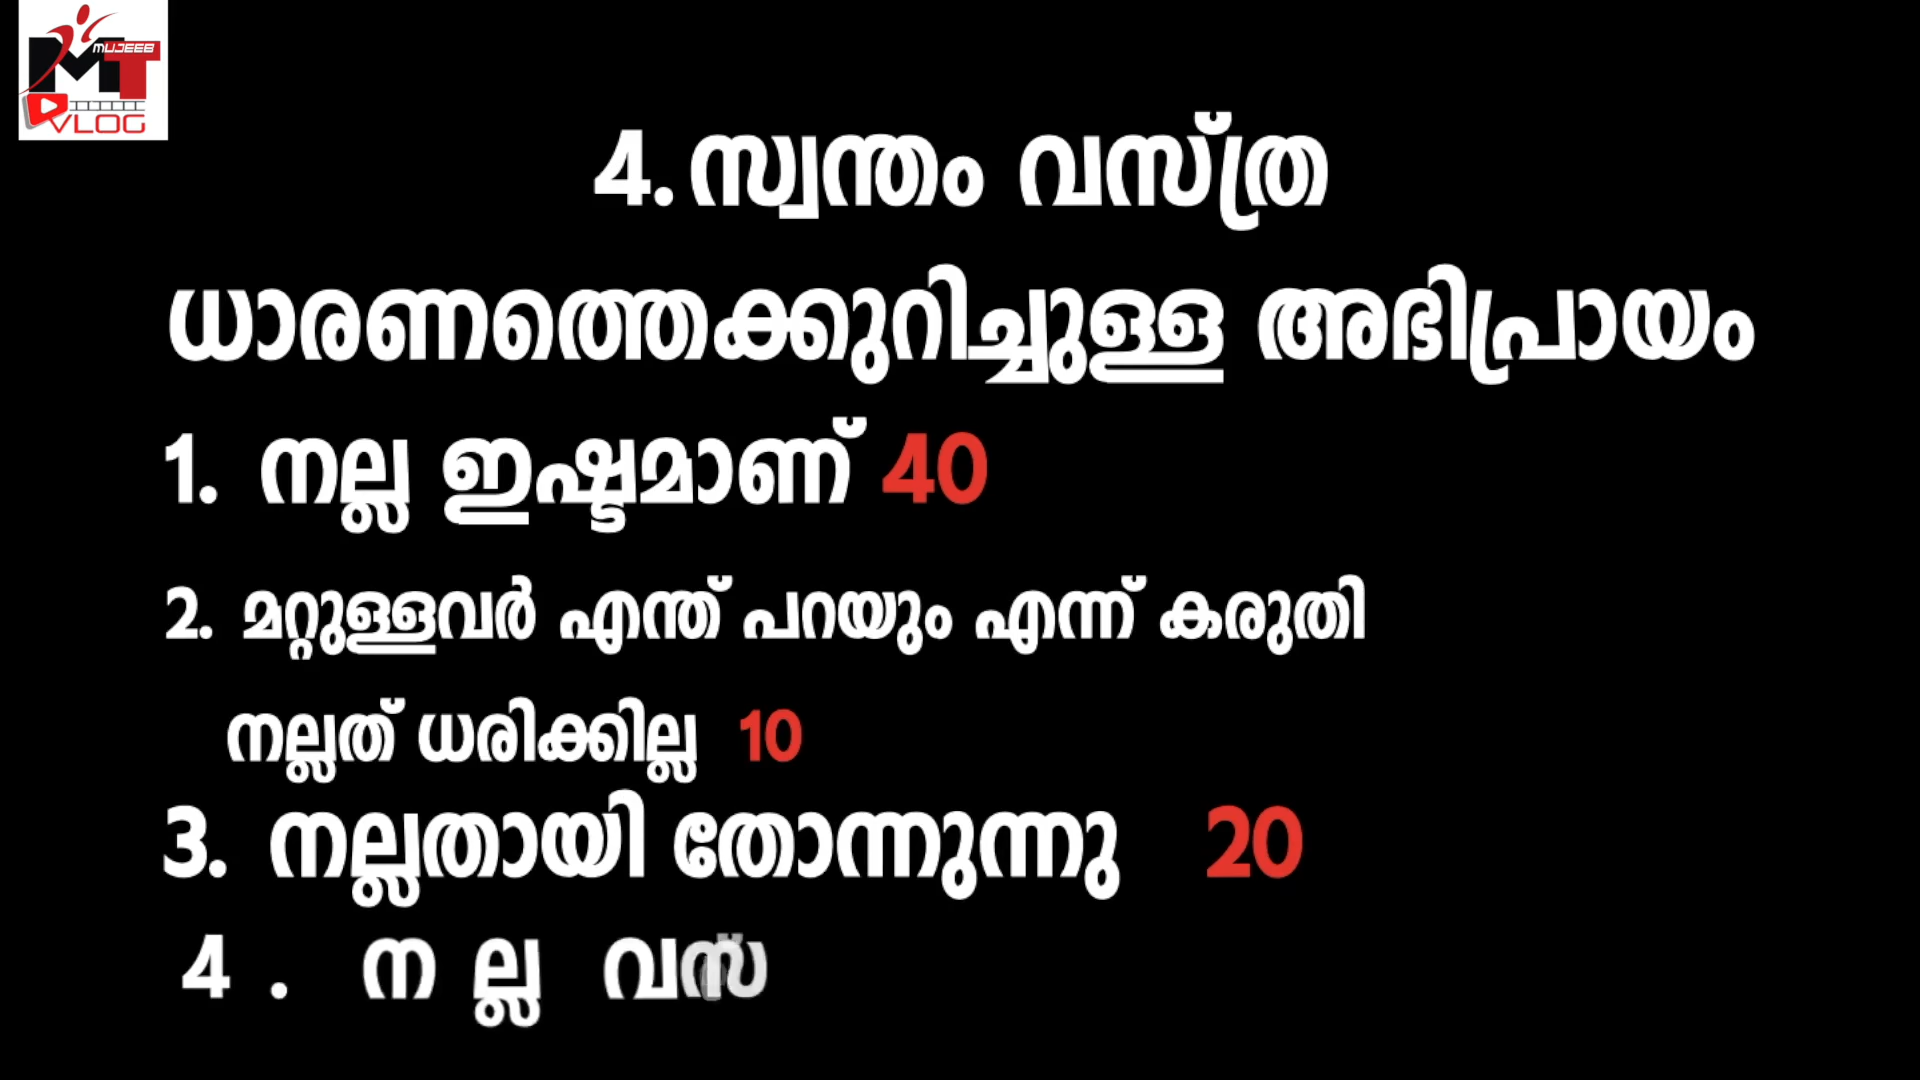 MUJEEB
MT
VLOG
4.സ്വന്തം വസ്ത്ര
ധാരണത്തെക്കുറിച്ചുള്ള അഭിപ്രായം
1. നല്ല ഇഷ്ടമാണ് 40
2. മറ്റുള്ളവർ എന്ത് പറയും എന്ന് കരുതി
നല്ലത് ധരിക്കില്ല 10
3. നല്ലതായി തോന്നുന്നു 20
4 . ന ല്ല